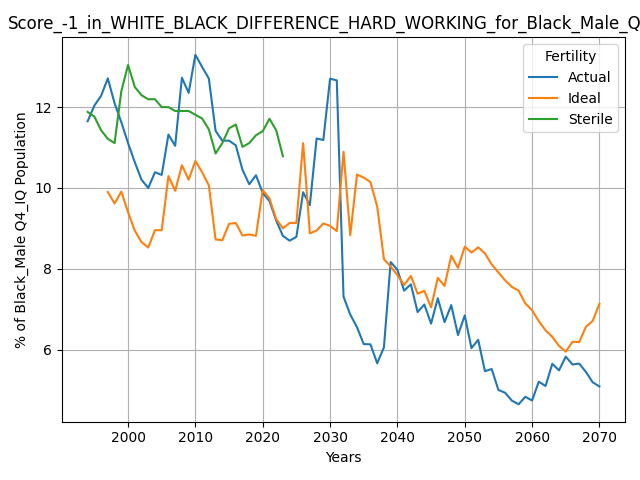 Score_-1_in_WHITE_BLACK_DIFFERENCE_HARD_WORKING_for_Black_Male_Q
Fertility
Actual
Ideal
Sterile
% of Black_Male Q4_IQ Population
12
10
8
6
2000 2010 2020 2030 2040 2050 2060 2070
Years